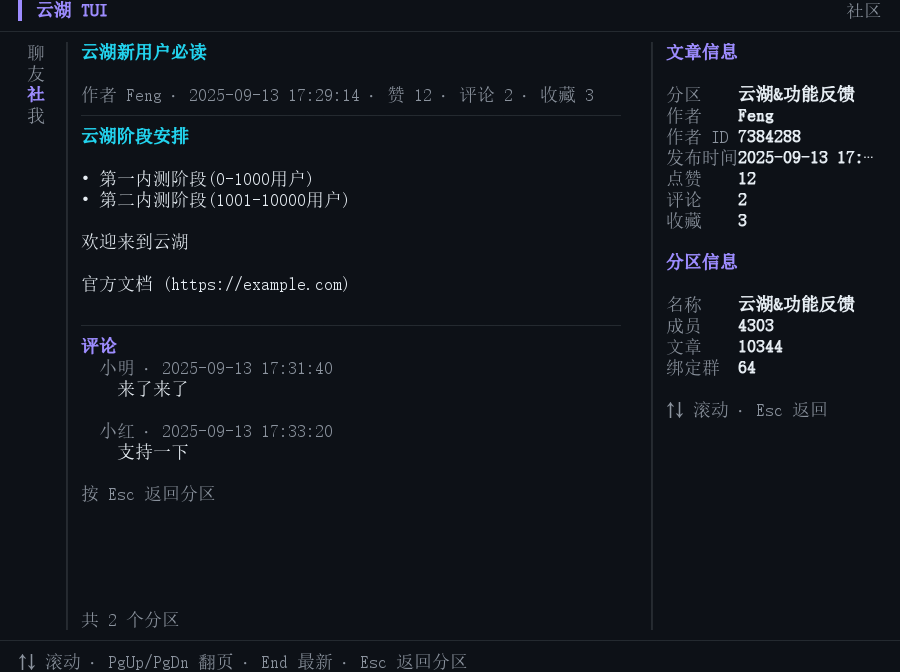 云湖 TUI
社区
聊
友
社
我
云湖新用户必读
作者 Feng · 2025-09-13 17:29:14 · 赞 12 · 评论 2 · 收藏 3
云湖阶段安排
• 第一内测阶段(0-1000用户)
• 第二内测阶段(1001-10000用户)
欢迎来到云湖
官方文档 (https://example.com)
评论
小明 · 2025-09-13 17:31:40
来了来了
小红 · 2025-09-13 17:33:20
支持一下
按 Esc 返回分区
共 2 个分区
文章信息
分区 云湖&功能反馈
作者 Feng
作者 ID 7384288
发布时间2025-09-13 17:…
点赞 12
评论 2
收藏 3
分区信息
名称 云湖&功能反馈
成员 4303
文章 10344
绑定群 64
↑↓ 滚动 · Esc 返回
↑↓ 滚动 · PgUp/PgDn 翻页 · End 最新 · Esc 返回分区